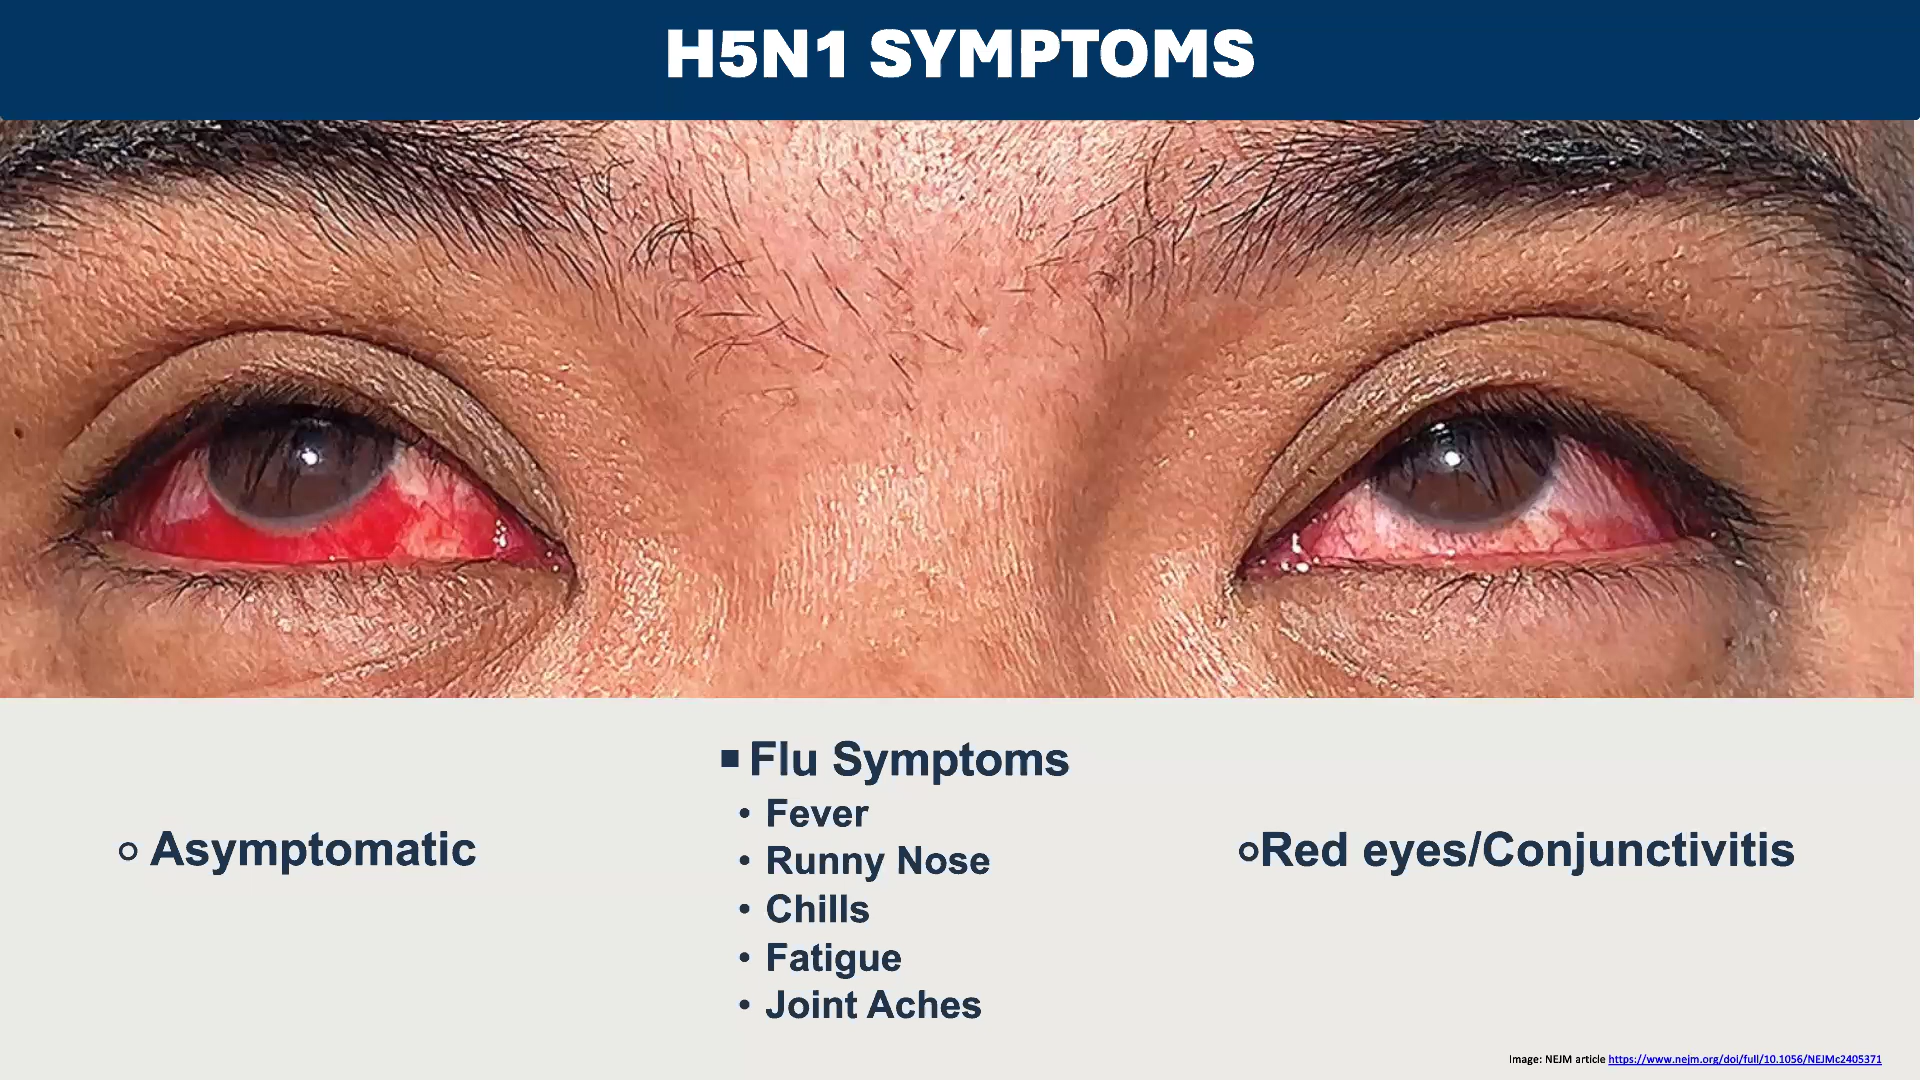 H5N1 SYMPTOMS
▪ Flu Symptoms
• Fever
• Runny Nose
• Chills
• Fatigue
• Joint Aches
○ Asymptomatic
○Red eyes/Conjunctivitis
Image: NEJM article https://www.nejm.org/doi/full/10.1056/NEJMc2405371